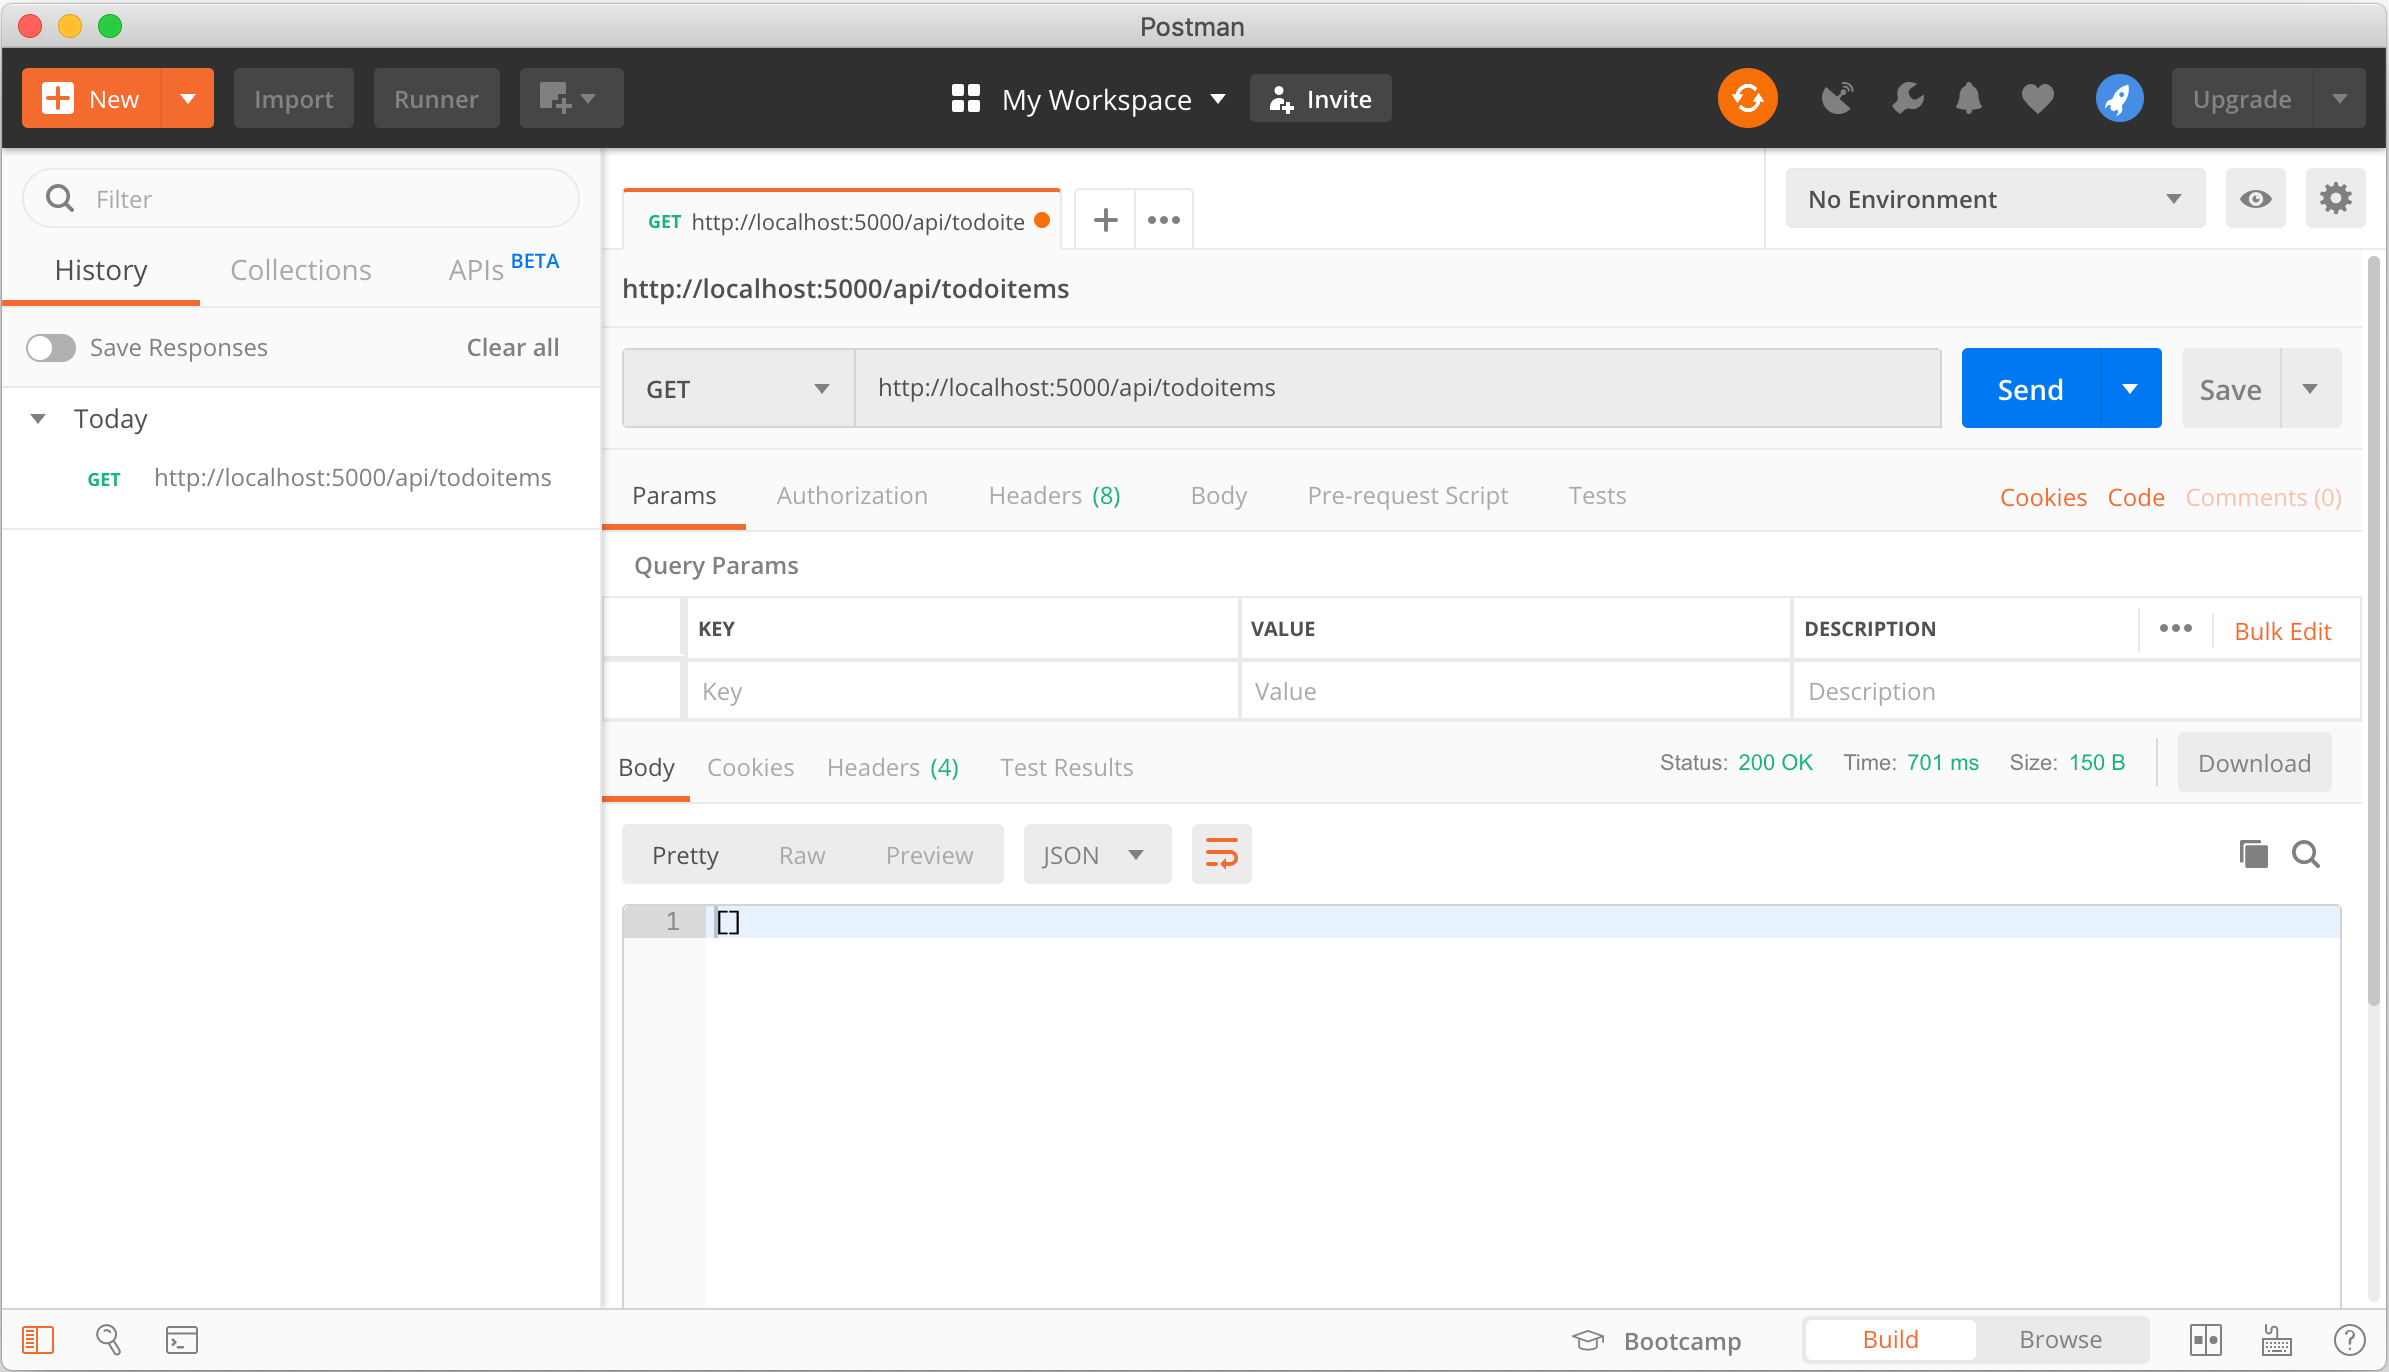 Postman
New Import Runner My Workspace Invite Upgrade
Filter
History Collections APIs BETA
Save Responses Clear all
Today
GET http://localhost:5000/api/todoitems
GET http://localhost:5000/api/todoite
No Environment
http://localhost:5000/api/todoitems
GET http://localhost:5000/api/todoitems Send Save
Params Authorization Headers (8) Body Pre-request Script Tests Cookies Code Comments (0)
Query Params
KEY VALUE DESCRIPTION Bulk Edit
Key Value Description
Body Cookies Headers (4) Test Results Status: 200 OK Time: 701 ms Size: 150 B Download
Pretty Raw Preview JSON
1 []
Bootcamp Build Browse